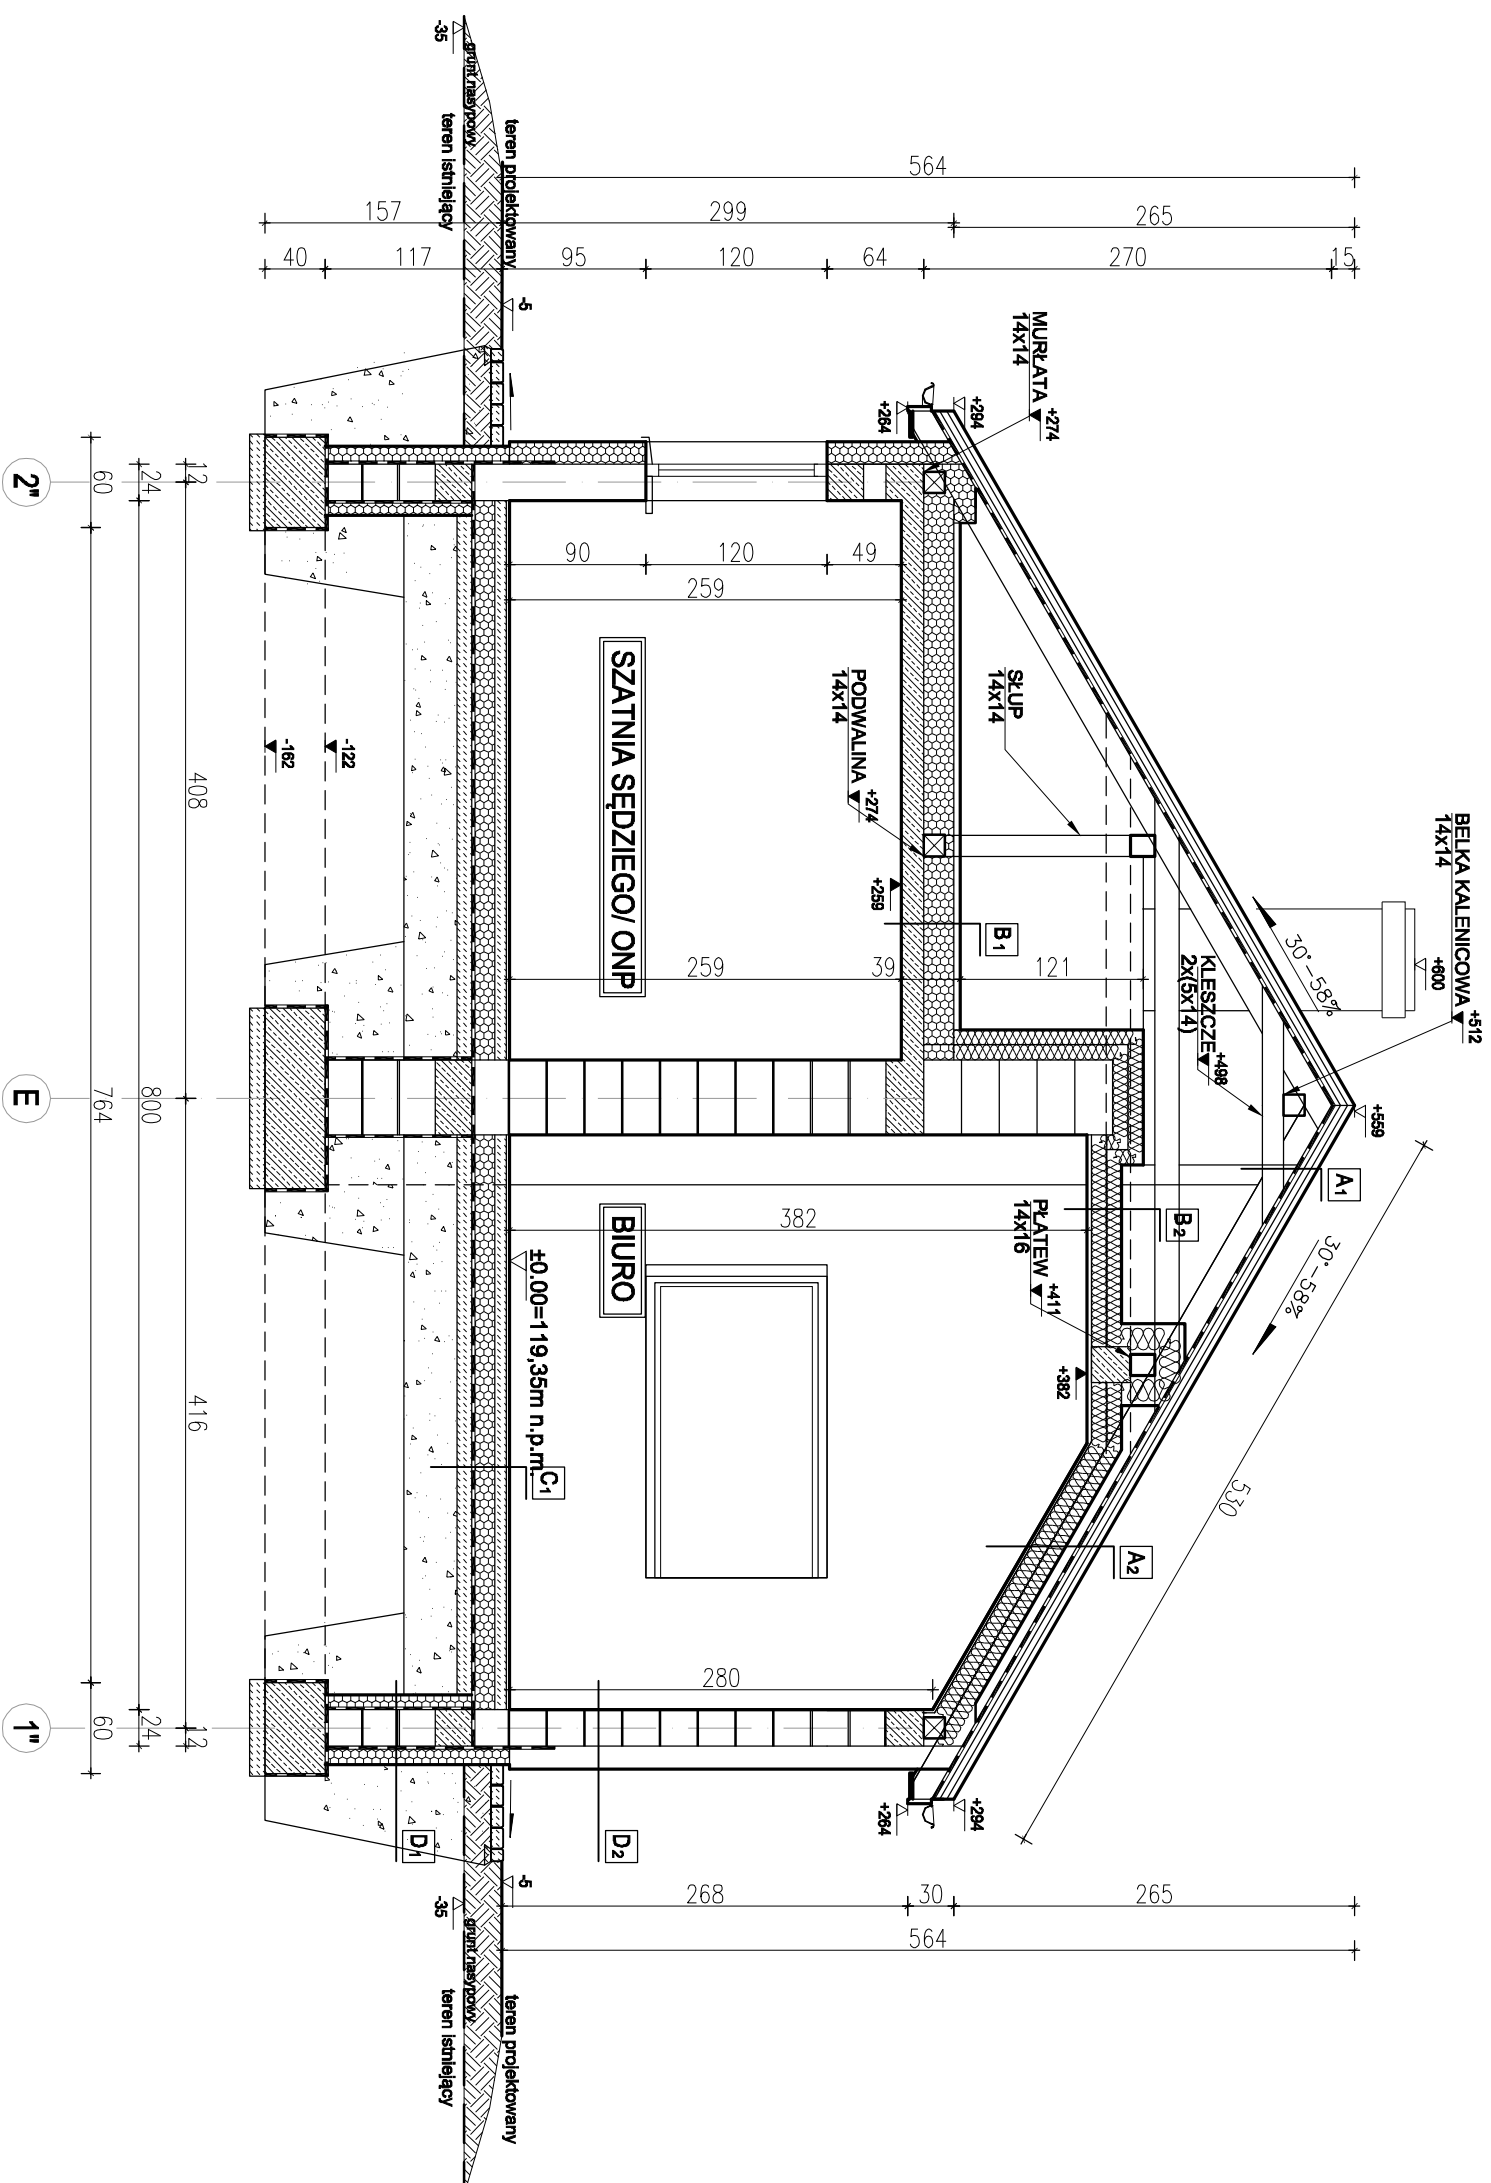 BELKA KALENICOWA +512
14x14
+600
+559
KLESZCZE +498
2x(5x14)
30°-58%
30°-58%
A1
B2
530
MURŁATA +274
14x14
SŁUP
14x14
PŁATEW +411
14x16
+382
A2
B1
121
+294
+264
+294
+264
PODWALINA +274
14x14
+259
39
259
259
49
120
90
382
280
SZATNIA SĘDZIEGO/ ONP
BIURO
±0.00=119,35m n.p.m.
C1
D2
D1
564
265
299
157
15
270
64
120
95
117
40
265
30
268
564
teren projektowany
-5
-35
grunt nasypowy
teren istniejący
teren projektowany
-5
-35
grunt nasypowy
teren istniejący
-122
-162
12
408
416
12
24
800
24
60
764
60
2"
E
1"